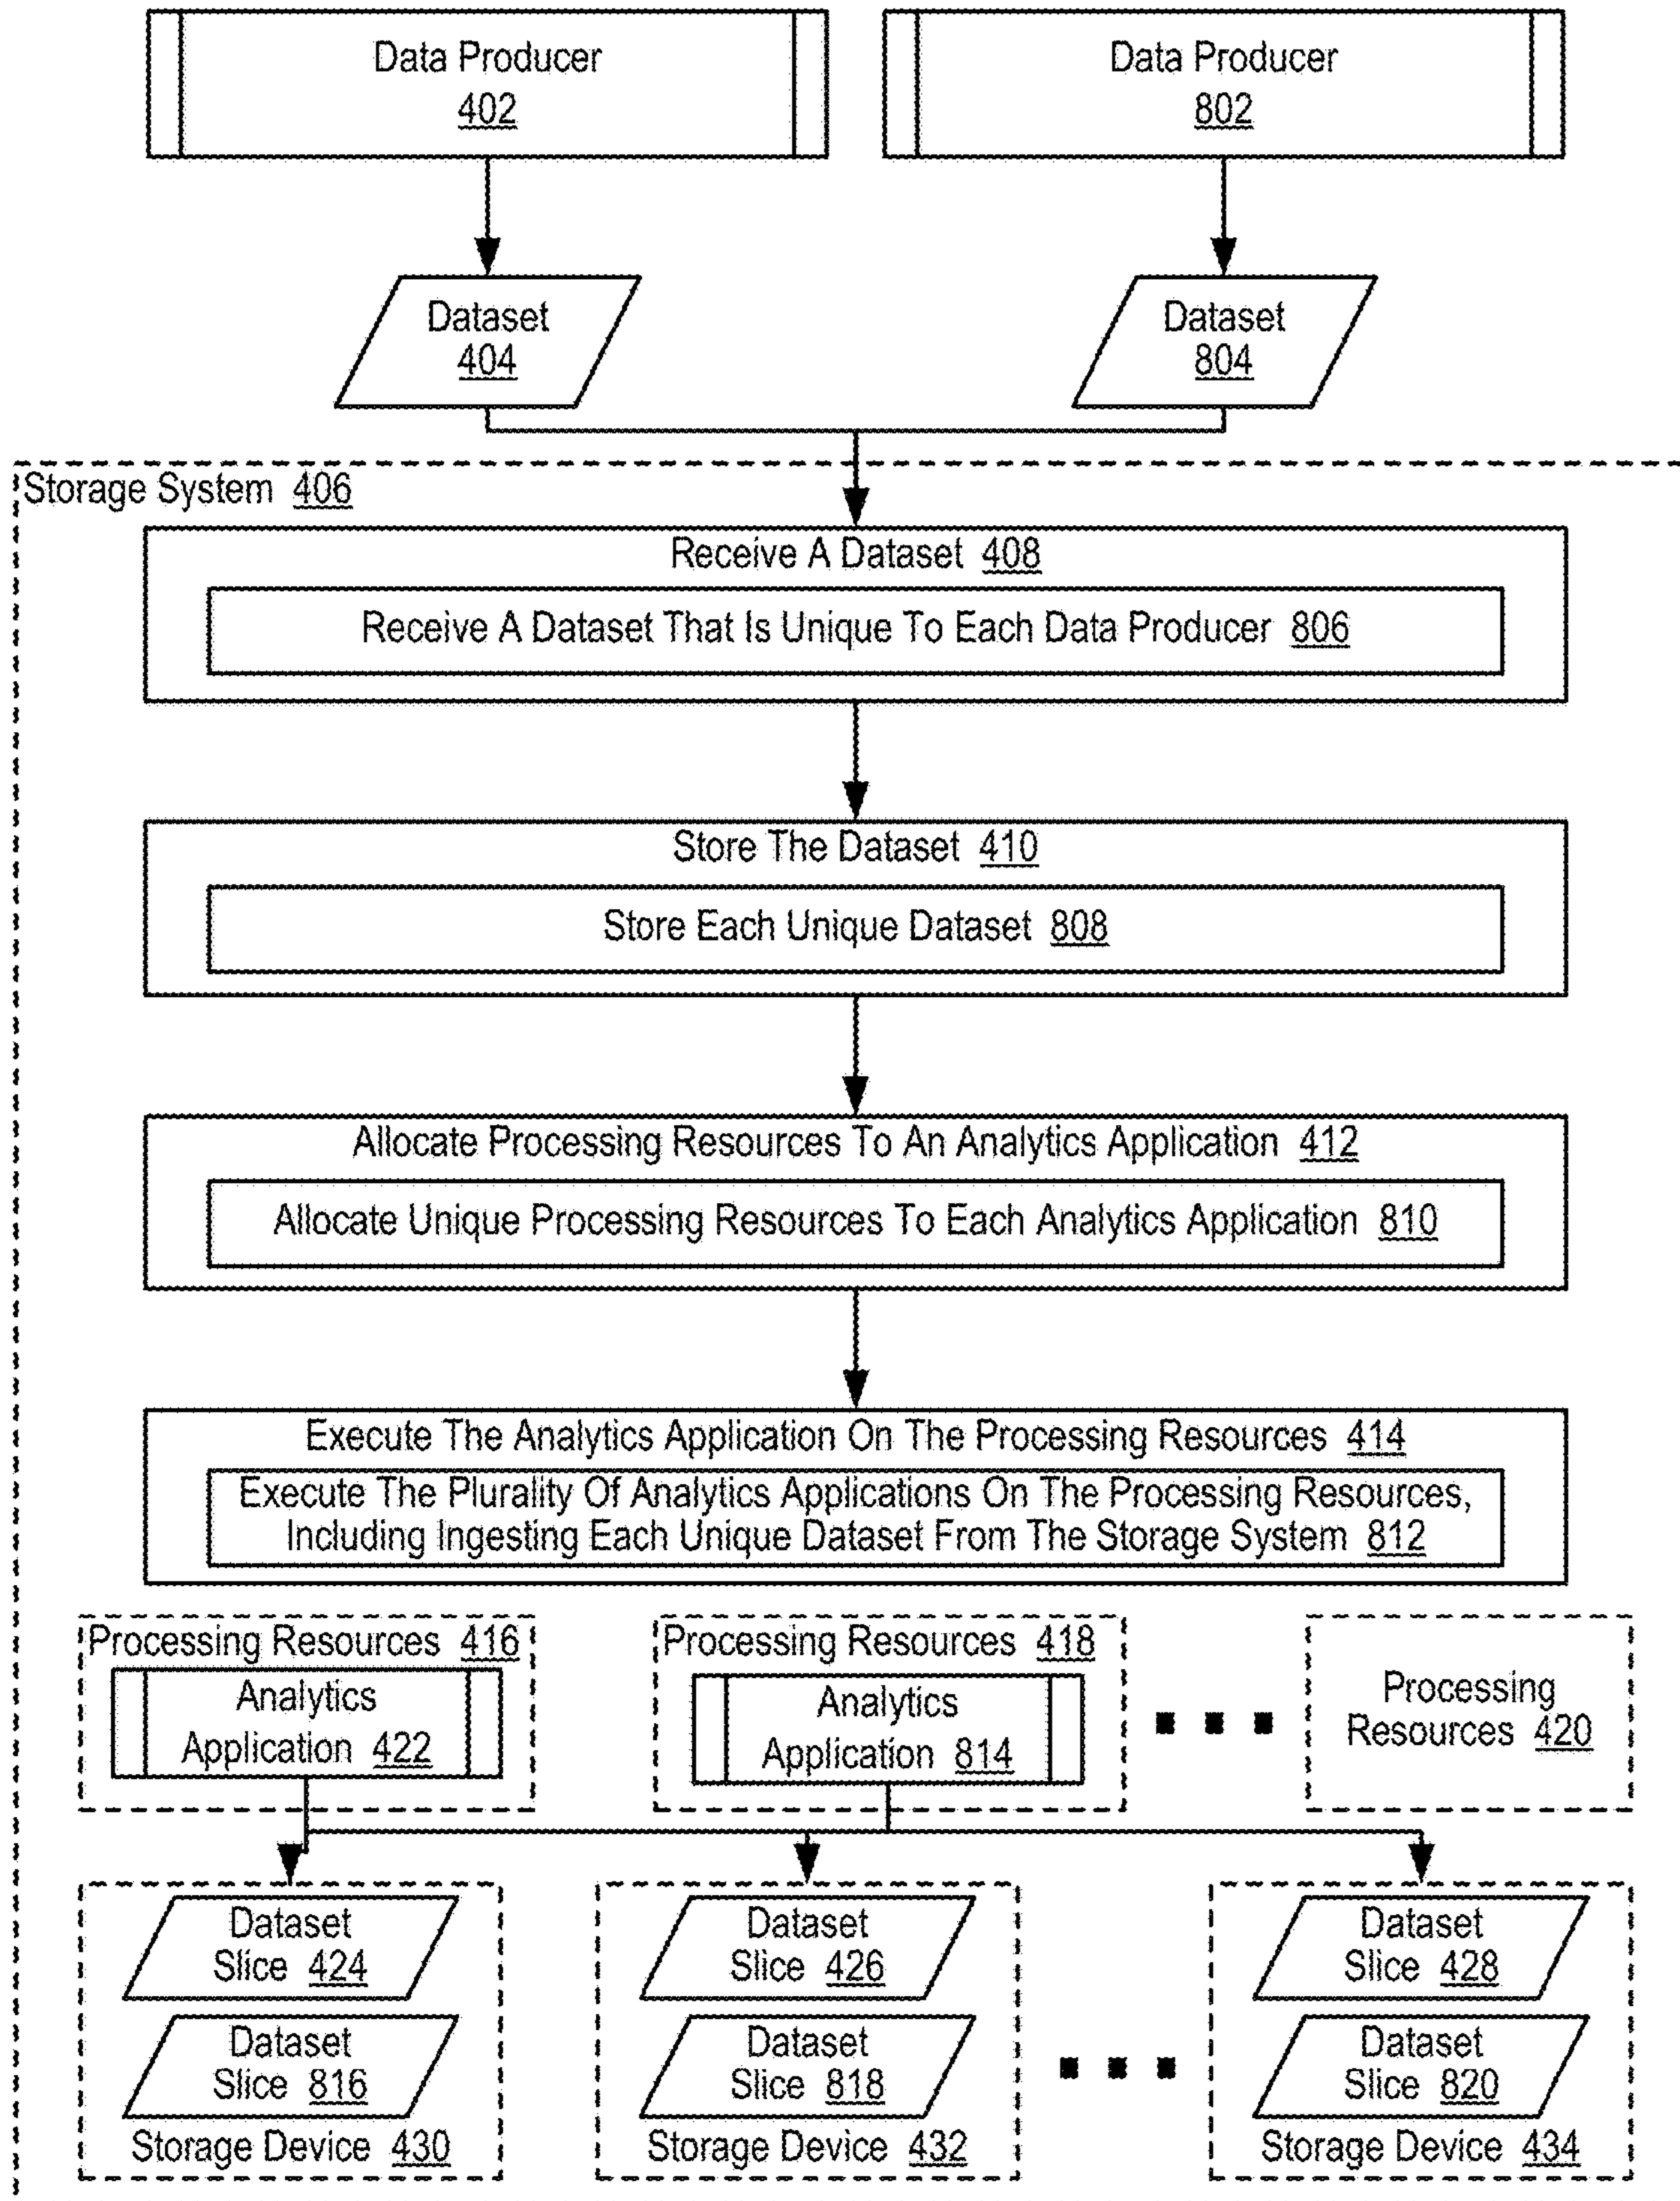 Data Producer
402
Data Producer
802
Dataset
404
Dataset
804
Storage System 406
Receive A Dataset 408
Receive A Dataset That Is Unique To Each Data Producer 806
Store The Dataset 410
Store Each Unique Dataset 808
Allocate Processing Resources To An Analytics Application 412
Allocate Unique Processing Resources To Each Analytics Application 810
Execute The Analytics Application On The Processing Resources 414
Execute The Plurality Of Analytics Applications On The Processing Resources,
Including Ingesting Each Unique Dataset From The Storage System 812
Processing Resources 416
Analytics
Application 422
Processing Resources 418
Analytics
Application 814
Processing
Resources 420
Dataset
Slice 424
Dataset
Slice 816
Storage Device 430
Dataset
Slice 426
Dataset
Slice 818
Storage Device 432
Dataset
Slice 428
Dataset
Slice 820
Storage Device 434